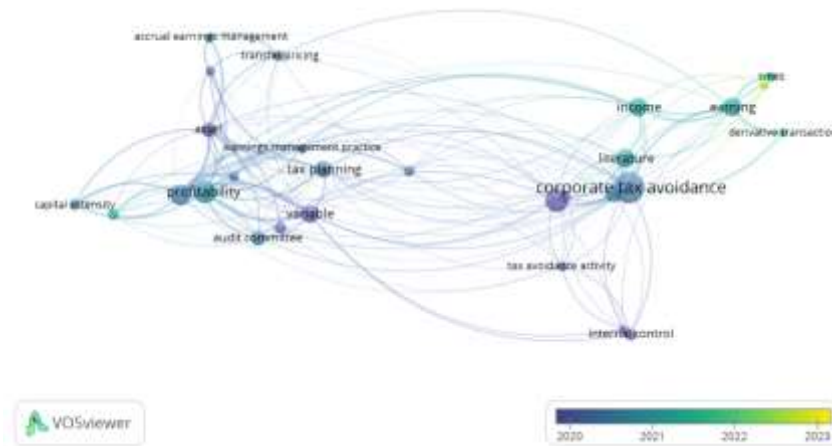 accrual earnings management
transfer pricing
asset
earnings management practice
tax planning
profitability
capital intensity
variable
audit committee
income
earning
derivative transaction
literature
corporate tax avoidance
tax avoidance activity
internal control
VOSviewer
2020 2021 2022 2023